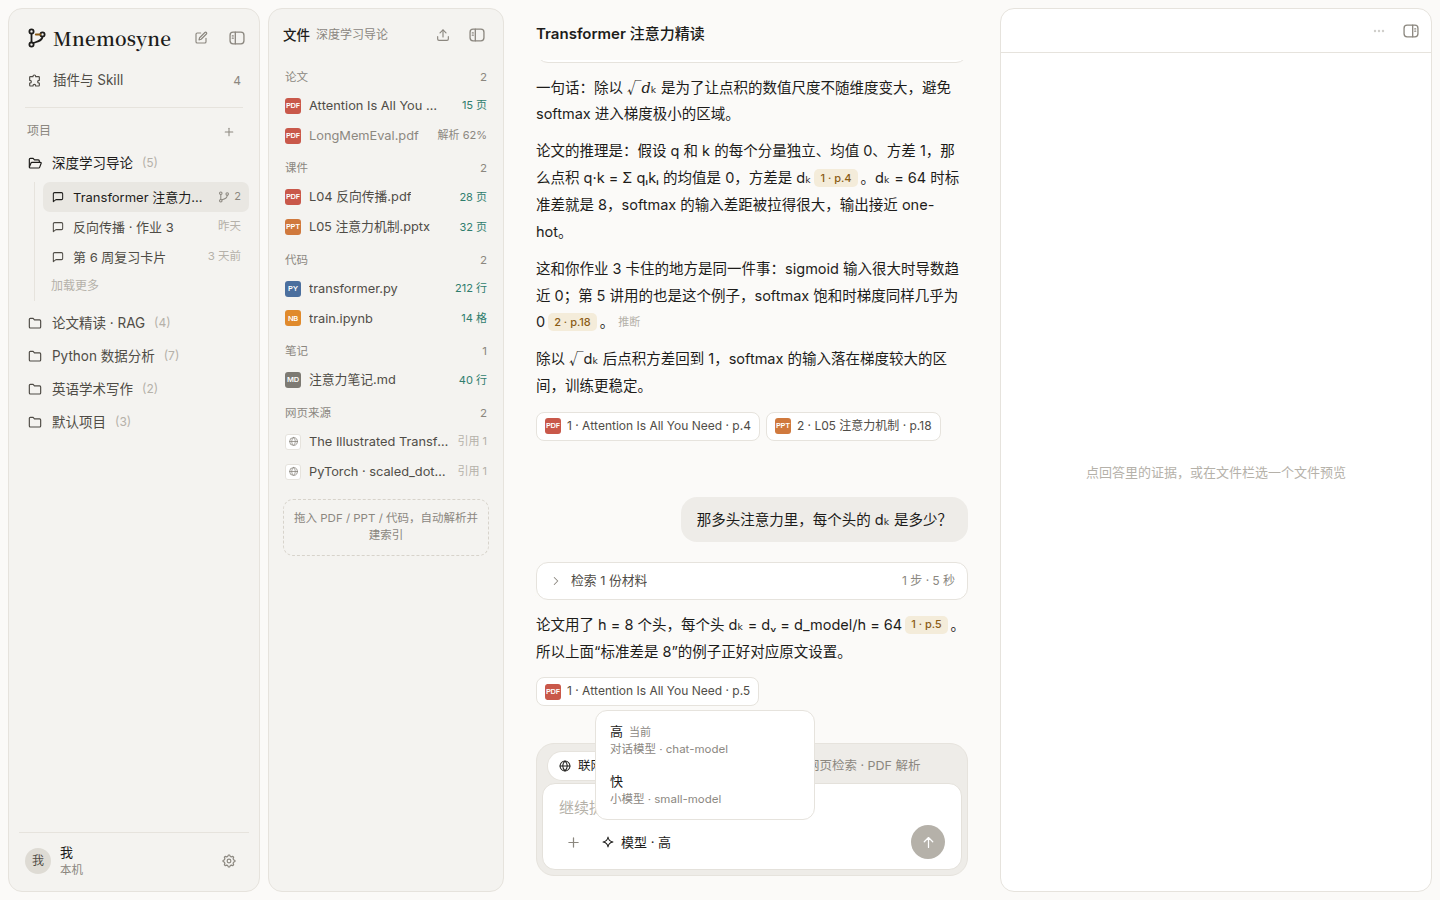 Mnemosyne
插件与 Skill 4
项目
深度学习导论 (5)
Transformer 注意力... 2
反向传播 · 作业 3 昨天
第 6 周复习卡片 3 天前
加载更多
论文精读 · RAG (4)
Python 数据分析 (7)
英语学术写作 (2)
默认项目 (3)
我 我
本机
文件 深度学习导论
论文 2
PDF Attention Is All You ... 15 页
PDF LongMemEval.pdf 解析 62%
课件 2
PDF L04 反向传播.pdf 28 页
PPT L05 注意力机制.pptx 32 页
代码 2
PY transformer.py 212 行
NB train.ipynb 14 格
笔记 1
MD 注意力笔记.md 40 行
网页来源 2
The Illustrated Transf... 引用 1
PyTorch · scaled_dot... 引用 1
拖入 PDF / PPT / 代码，自动解析并
建索引
Transformer 注意力精读
一句话：除以 √dₖ 是为了让点积的数值尺度不随维度变大，避免
softmax 进入梯度极小的区域。
论文的推理是：假设 q 和 k 的每个分量独立、均值 0、方差 1，那
么点积 q·k = Σ qᵢkᵢ 的均值是 0，方差是 dₖ 1 · p.4 。dₖ = 64 时标
准差就是 8，softmax 的输入差距被拉得很大，输出接近 one-
hot。
这和你作业 3 卡住的地方是同一件事：sigmoid 输入很大时导数趋
近 0；第 5 讲用的也是这个例子，softmax 饱和时梯度同样几乎为
0 2 · p.18 。 推断
除以 √dₖ 后点积方差回到 1，softmax 的输入落在梯度较大的区
间，训练更稳定。
PDF 1 · Attention Is All You Need · p.4 PPT 2 · L05 注意力机制 · p.18
那多头注意力里，每个头的 dₖ 是多少？
检索 1 份材料 1 步 · 5 秒
论文用了 h = 8 个头，每个头 dₖ = dᵥ = d_model/h = 64 1 · p.5 。
所以上面“标准差是 8”的例子正好对应原文设置。
PDF 1 · Attention Is All You Need · p.5
高 当前
对话模型 · chat-model
快
小模型 · small-model
联 网页检索 · PDF 解析
继续
模型 · 高
点回答里的证据，或在文件栏选一个文件预览